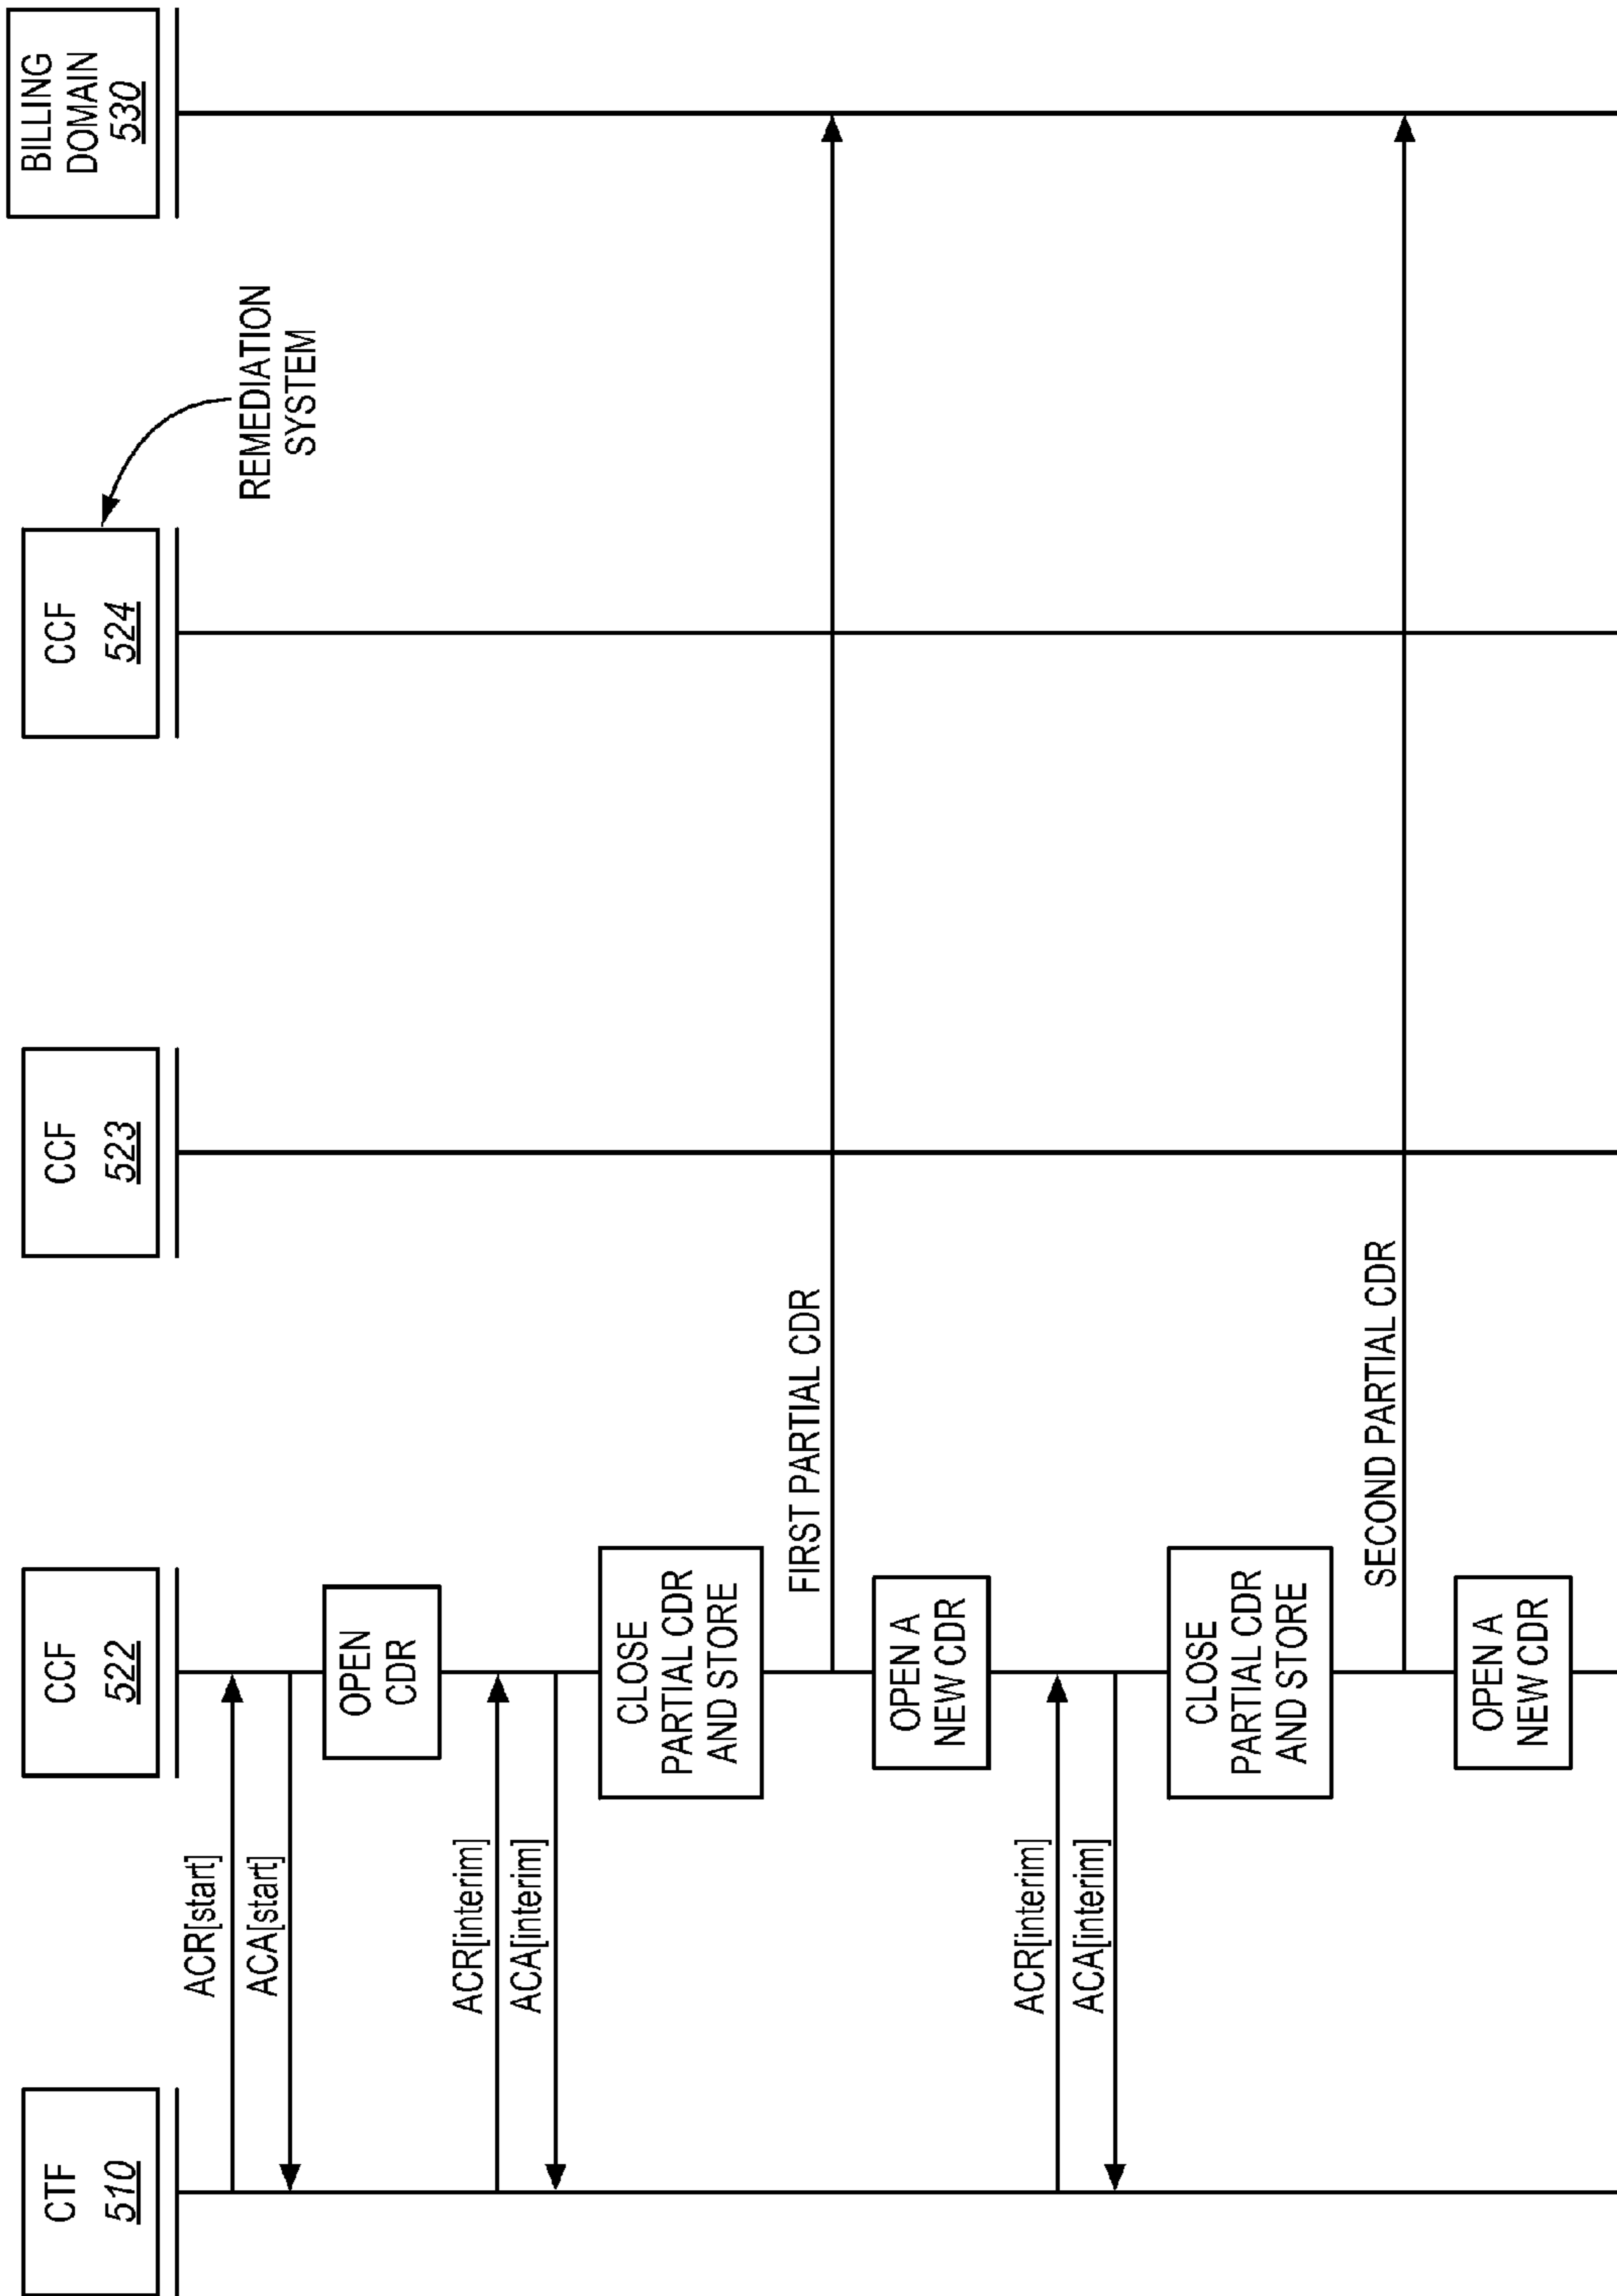 CTF
510
CCF
522
CCF
523
CCF
524
BILLING
DOMAIN
530
REMEDIATION
SYSTEM
ACR[start]
ACA[start]
OPEN
CDR
ACR[interim]
ACA[interim]
CLOSE
PARTIAL CDR
AND STORE
FIRST PARTIAL CDR
OPEN A
NEW CDR
ACR[interim]
ACA[interim]
CLOSE
PARTIAL CDR
AND STORE
SECOND PARTIAL CDR
OPEN A
NEW CDR